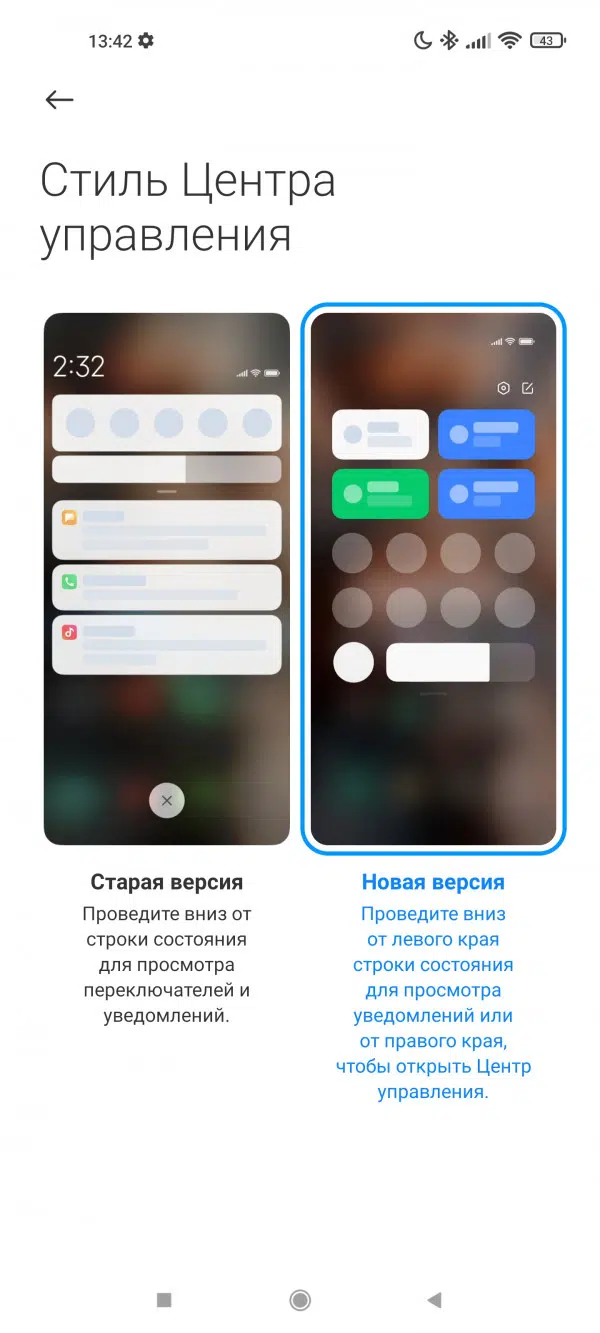 13:42
43
Стиль Центра
управления
2:32
Старая версия
Проведите вниз от
строки состояния
для просмотра
переключателей и
уведомлений.
Новая версия
Проведите вниз
от левого края
строки состояния
для просмотра
уведомлений или
от правого края,
чтобы открыть Центр
управления.